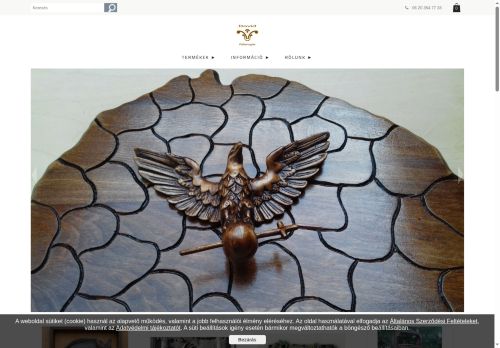 Keresés
06 20 394 77 24
0
TERMÉKEK ►
INFORMÁCIÓ ►
RÓLUNK ►
A weboldal sütiket (cookie) használ az alapvető működés, valamint a jobb felhasználói élmény eléréséhez. Az oldal használatával elfogadja az Általános Szerződési Feltételeket,
valamint az Adatvédelmi tájékoztatót. A süti beállítások igény esetén bármikor megváltoztathatók a böngésző beállításaiban.
Bezárás